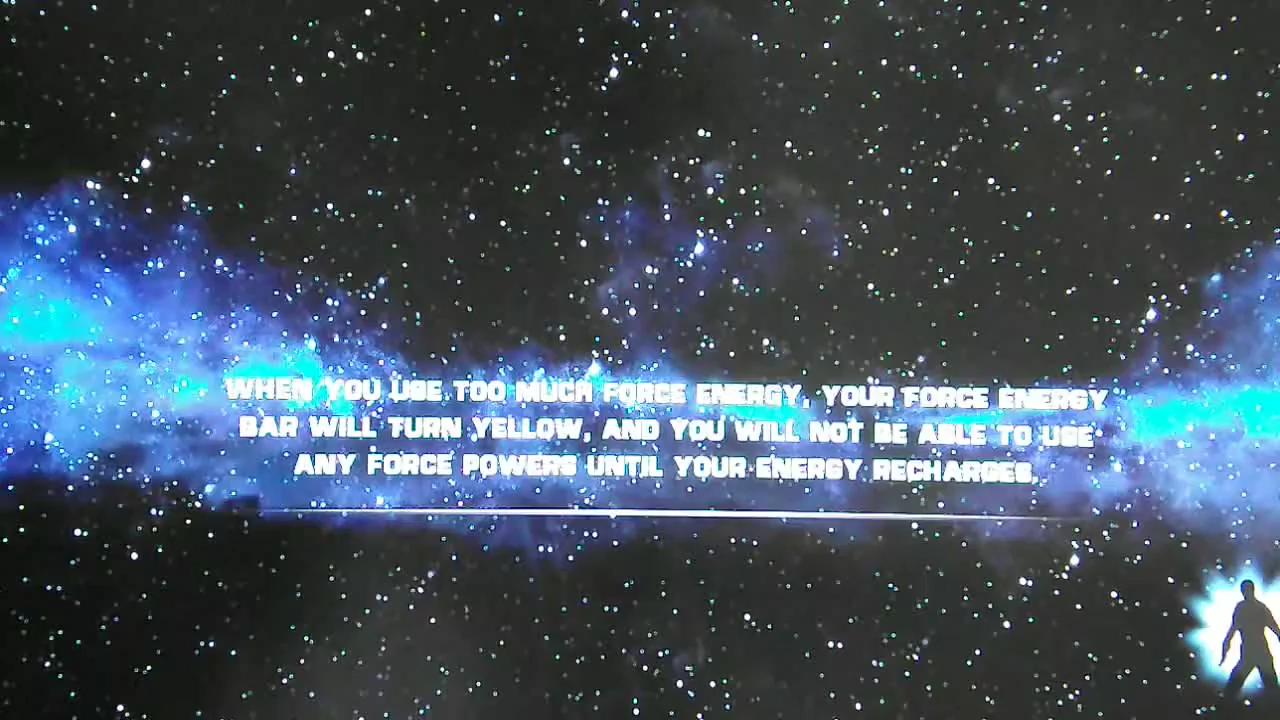 WHEN YOU USE TOO MUCH FORCE ENERGY, YOUR FORCE ENERGY
BAR WILL TURN YELLOW, AND YOU WILL NOT BE ABLE TO USE
ANY FORCE POWERS UNTIL YOUR ENERGY RECHARGES.